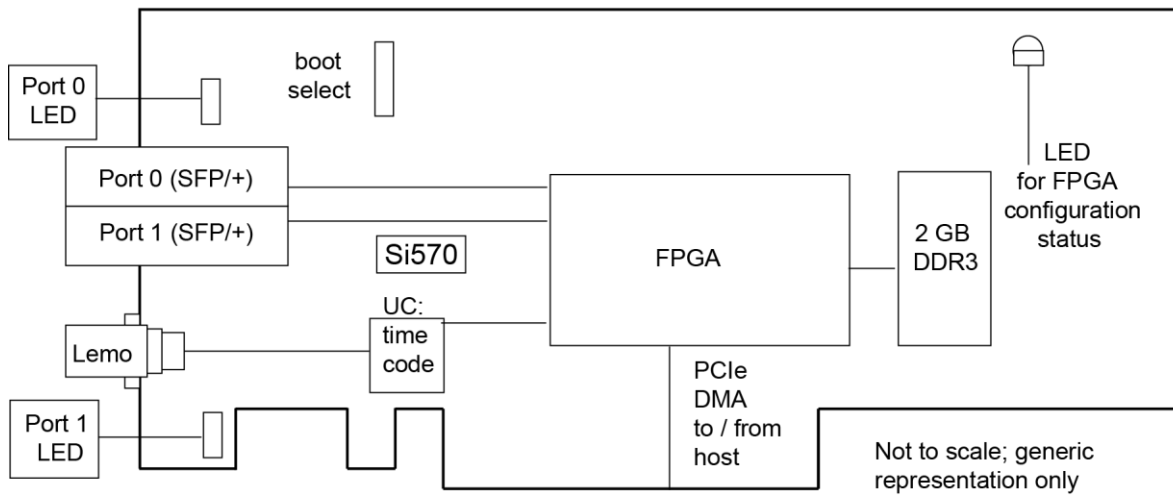 boot
select
Port 0
LED
Port 0 (SFP/+)
Port 1 (SFP/+)
Si570
FPGA
2 GB
DDR3
LED
for FPGA
configuration
status
UC:
time
code
Lemo
Port 1
LED
PCIe
DMA
to / from
host
Not to scale; generic
representation only